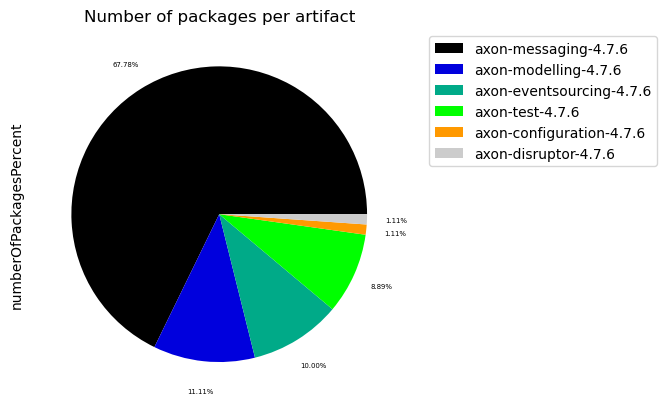 Number of packages per artifact
axon-messaging-4.7.6
axon-modelling-4.7.6
axon-eventsourcing-4.7.6
axon-test-4.7.6
axon-configuration-4.7.6
axon-disruptor-4.7.6
numberOfPackagesPercent
67.78%
11.11%
10.00%
8.89%
1.11%
1.11%